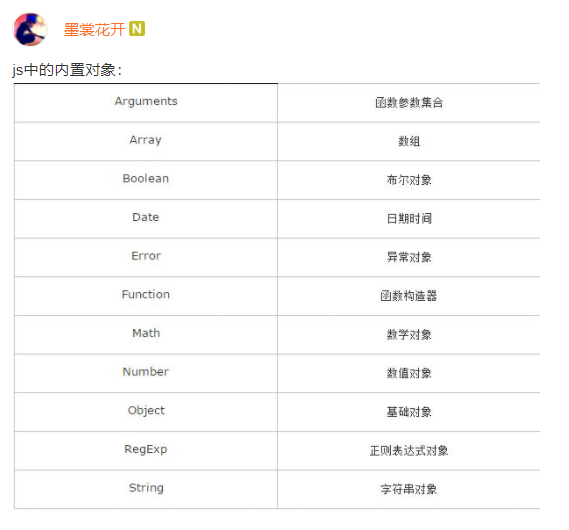 墨裳花开 N
js中的内置对象：
Arguments 函数参数集合
Array 数组
Boolean 布尔对象
Date 日期时间
Error 异常对象
Function 函数构造器
Math 数学对象
Number 数值对象
Object 基础对象
RegExp 正则表达式对象
String 字符串对象